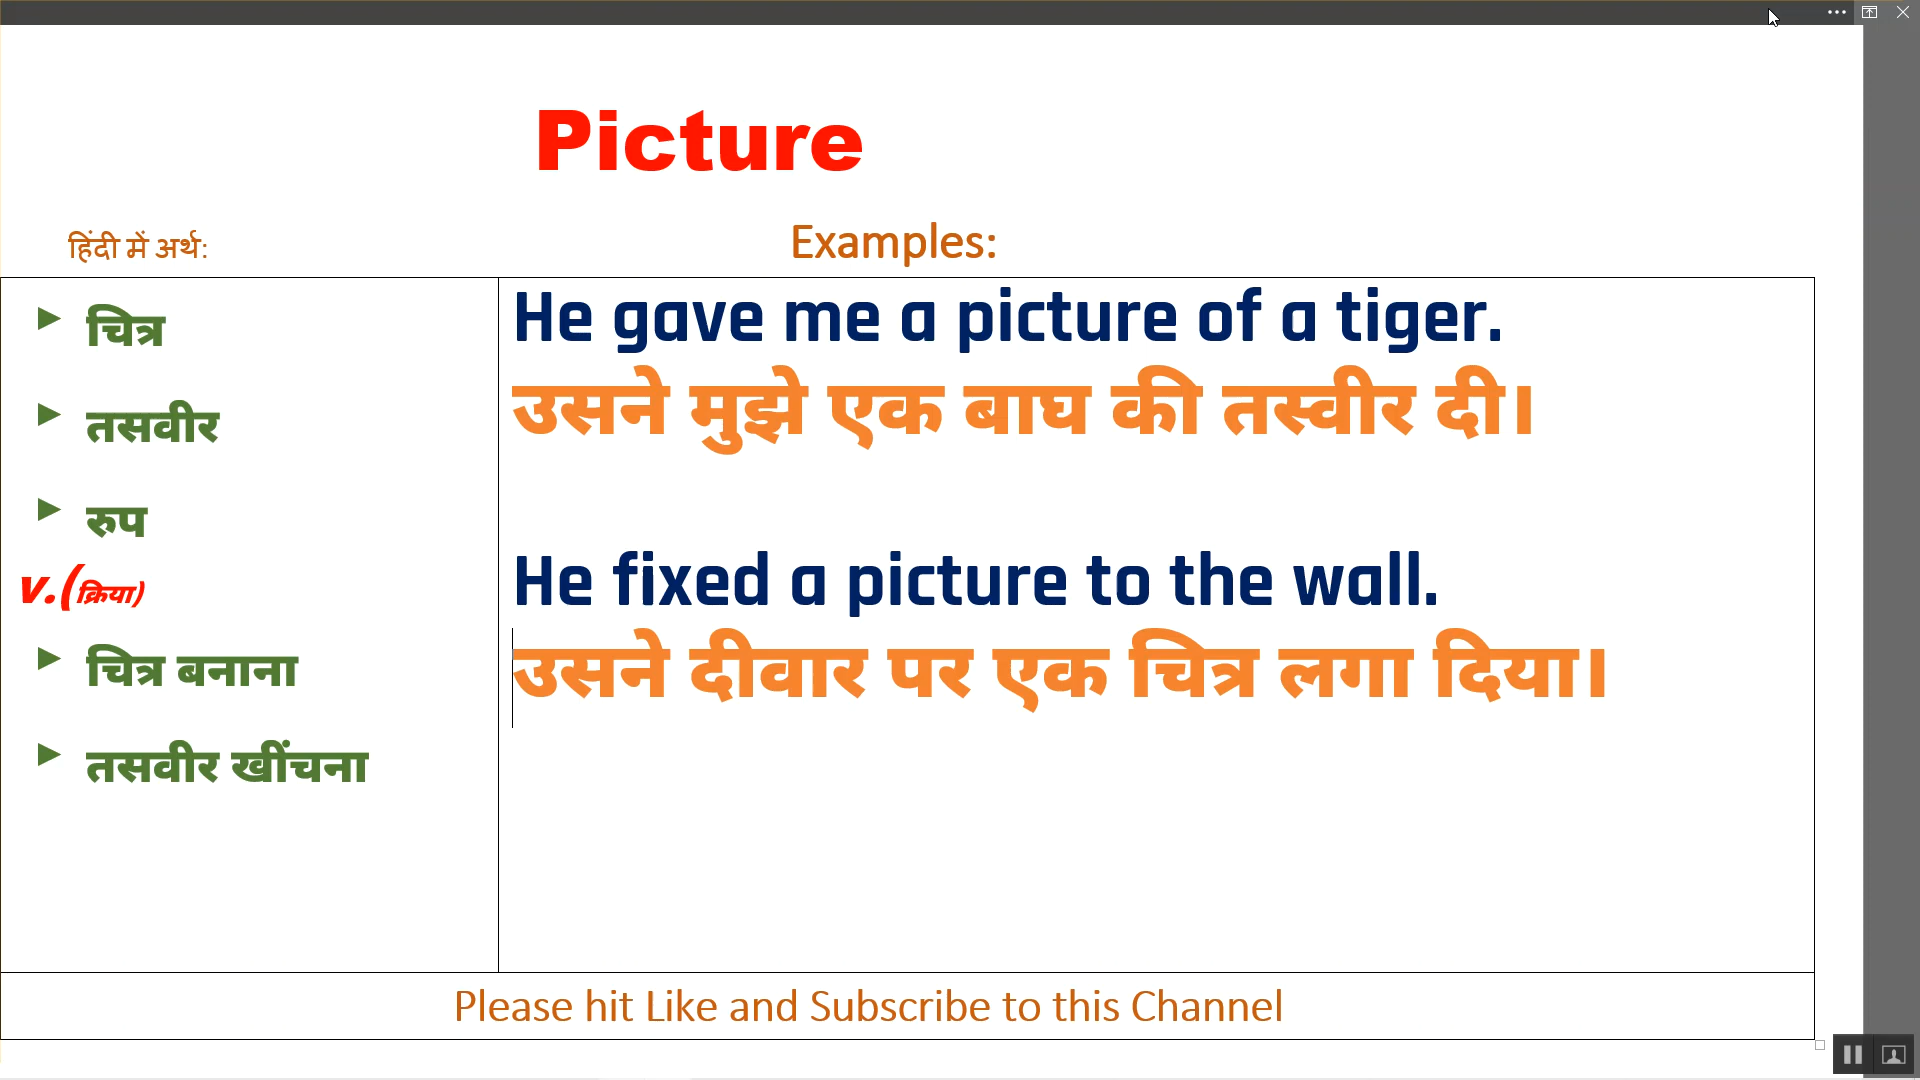 Picture
हिंदी में अर्थ:
Examples:
चित्र
तसवीर
रुप
v.(क्रिया)
चित्र बनाना
तसवीर खींचना
He gave me a picture of a tiger.
उसने मुझे एक बाघ की तस्वीर दी।
He fixed a picture to the wall.
उसने दीवार पर एक चित्र लगा दिया।
Please hit Like and Subscribe to this Channel